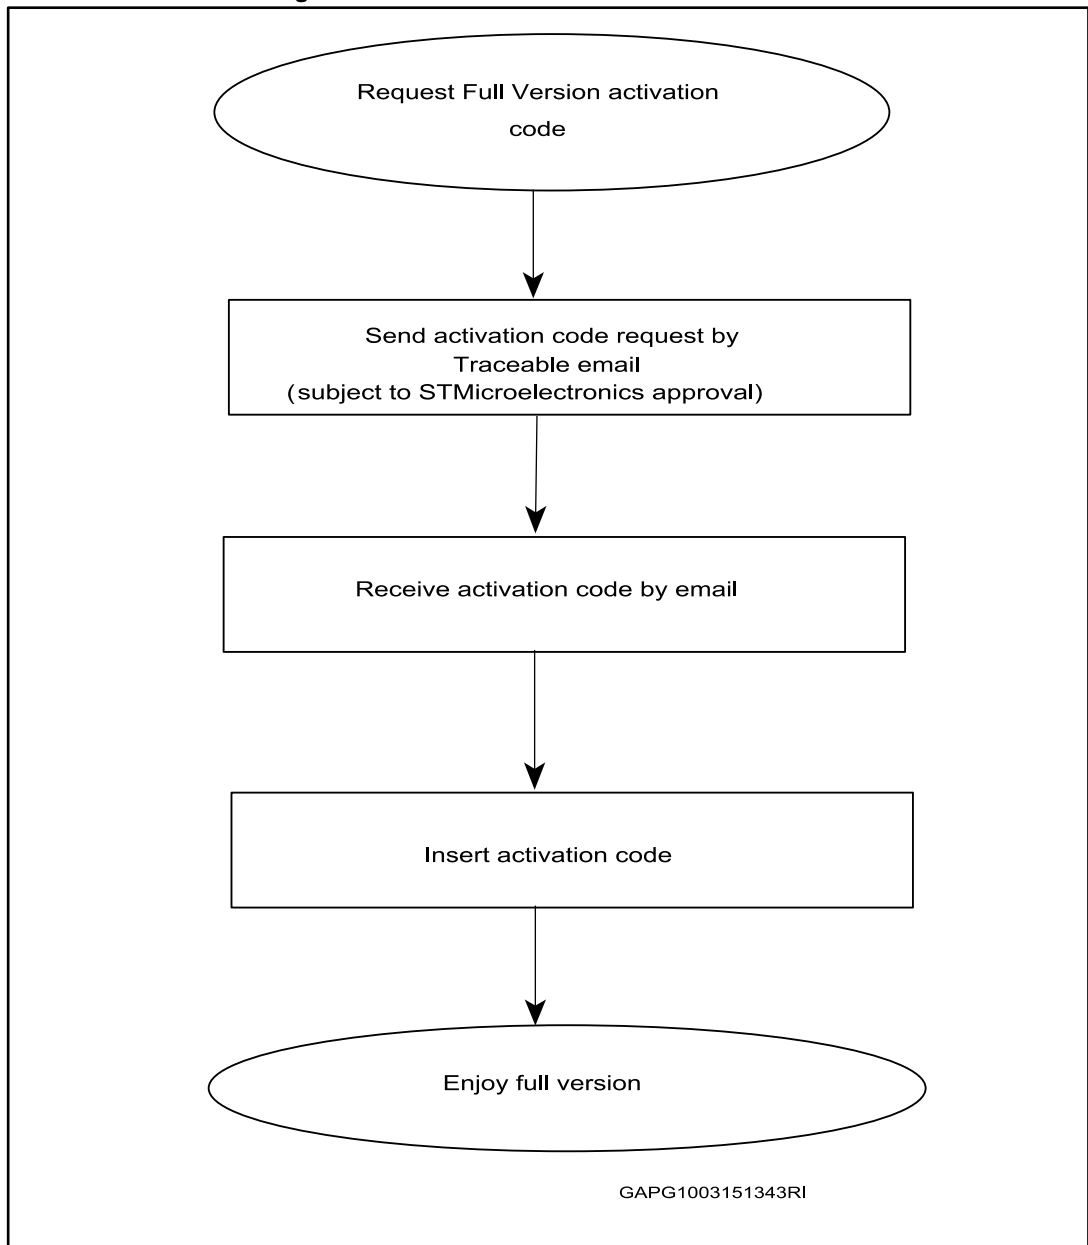 Request Full Version activation
code
Send activation code request by
Traceable email
(subject to STMicroelectronics approval)
Receive activation code by email
Insert activation code
Enjoy full version
GAPG1003151343RI